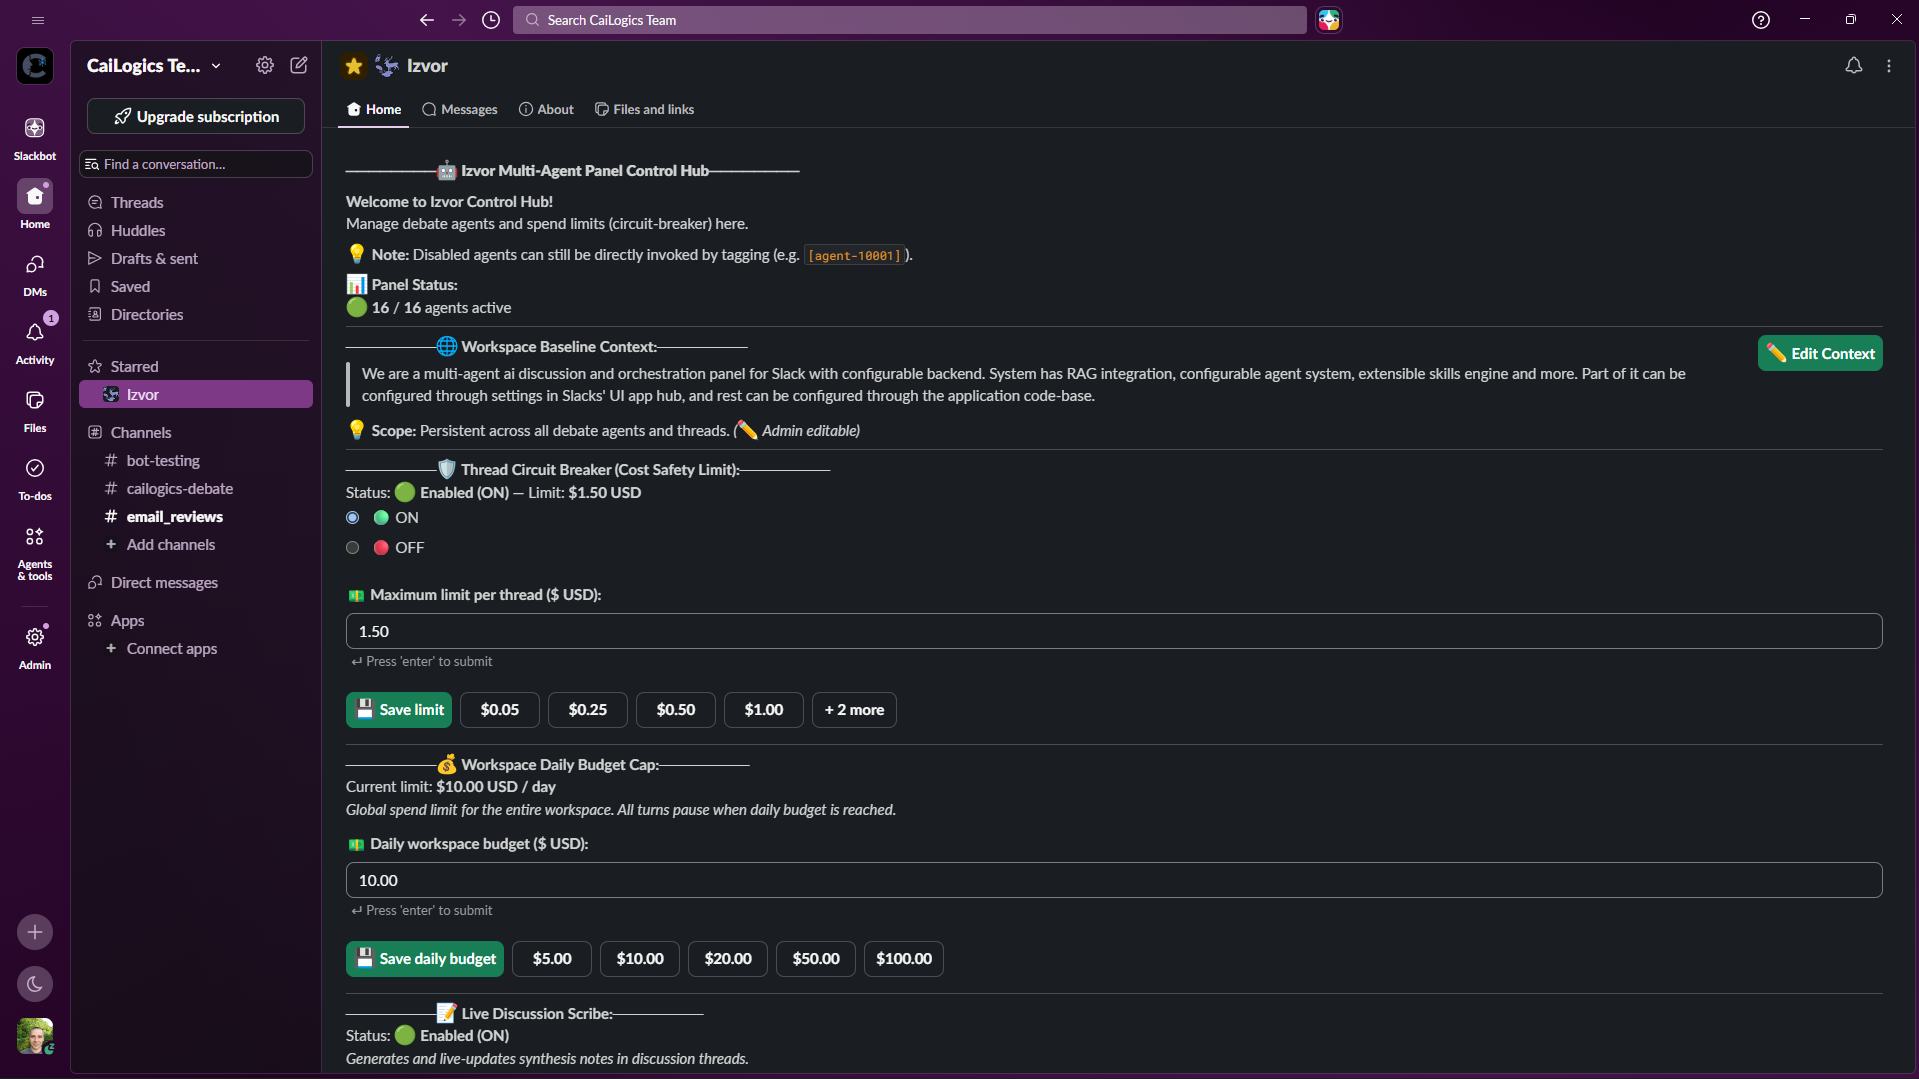 Search CaiLogics Team
CaiLogics Te...
Upgrade subscription
Find a conversation...
Threads
Huddles
Drafts & sent
Saved
Directories
Starred
Izvor
Channels
# bot-testing
# cailogics-debate
# email_reviews
+ Add channels
Direct messages
Apps
+ Connect apps
Slackbot
Home
DMs
1
Activity
Files
To-dos
Agents
& tools
Admin
Izvor
Home
Messages
About
Files and links
Izvor Multi-Agent Panel Control Hub
Welcome to Izvor Control Hub!
Manage debate agents and spend limits (circuit-breaker) here.
Note: Disabled agents can still be directly invoked by tagging (e.g. [agent-10001]).
Panel Status:
16 / 16 agents active
Workspace Baseline Context:
Edit Context
We are a multi-agent ai discussion and orchestration panel for Slack with configurable backend. System has RAG integration, configurable agent system, extensible skills engine and more. Part of it can be
configured through settings in Slacks' UI app hub, and rest can be configured through the application code-base.
Scope: Persistent across all debate agents and threads. (✏️ Admin editable)
Thread Circuit Breaker (Cost Safety Limit):
Status: Enabled (ON) — Limit: $1.50 USD
ON
OFF
Maximum limit per thread ($ USD):
1.50
↵ Press 'enter' to submit
Save limit
$0.05
$0.25
$0.50
$1.00
+ 2 more
Workspace Daily Budget Cap:
Current limit: $10.00 USD / day
Global spend limit for the entire workspace. All turns pause when daily budget is reached.
Daily workspace budget ($ USD):
10.00
↵ Press 'enter' to submit
Save daily budget
$5.00
$10.00
$20.00
$50.00
$100.00
Live Discussion Scribe:
Status: Enabled (ON)
Generates and live-updates synthesis notes in discussion threads.